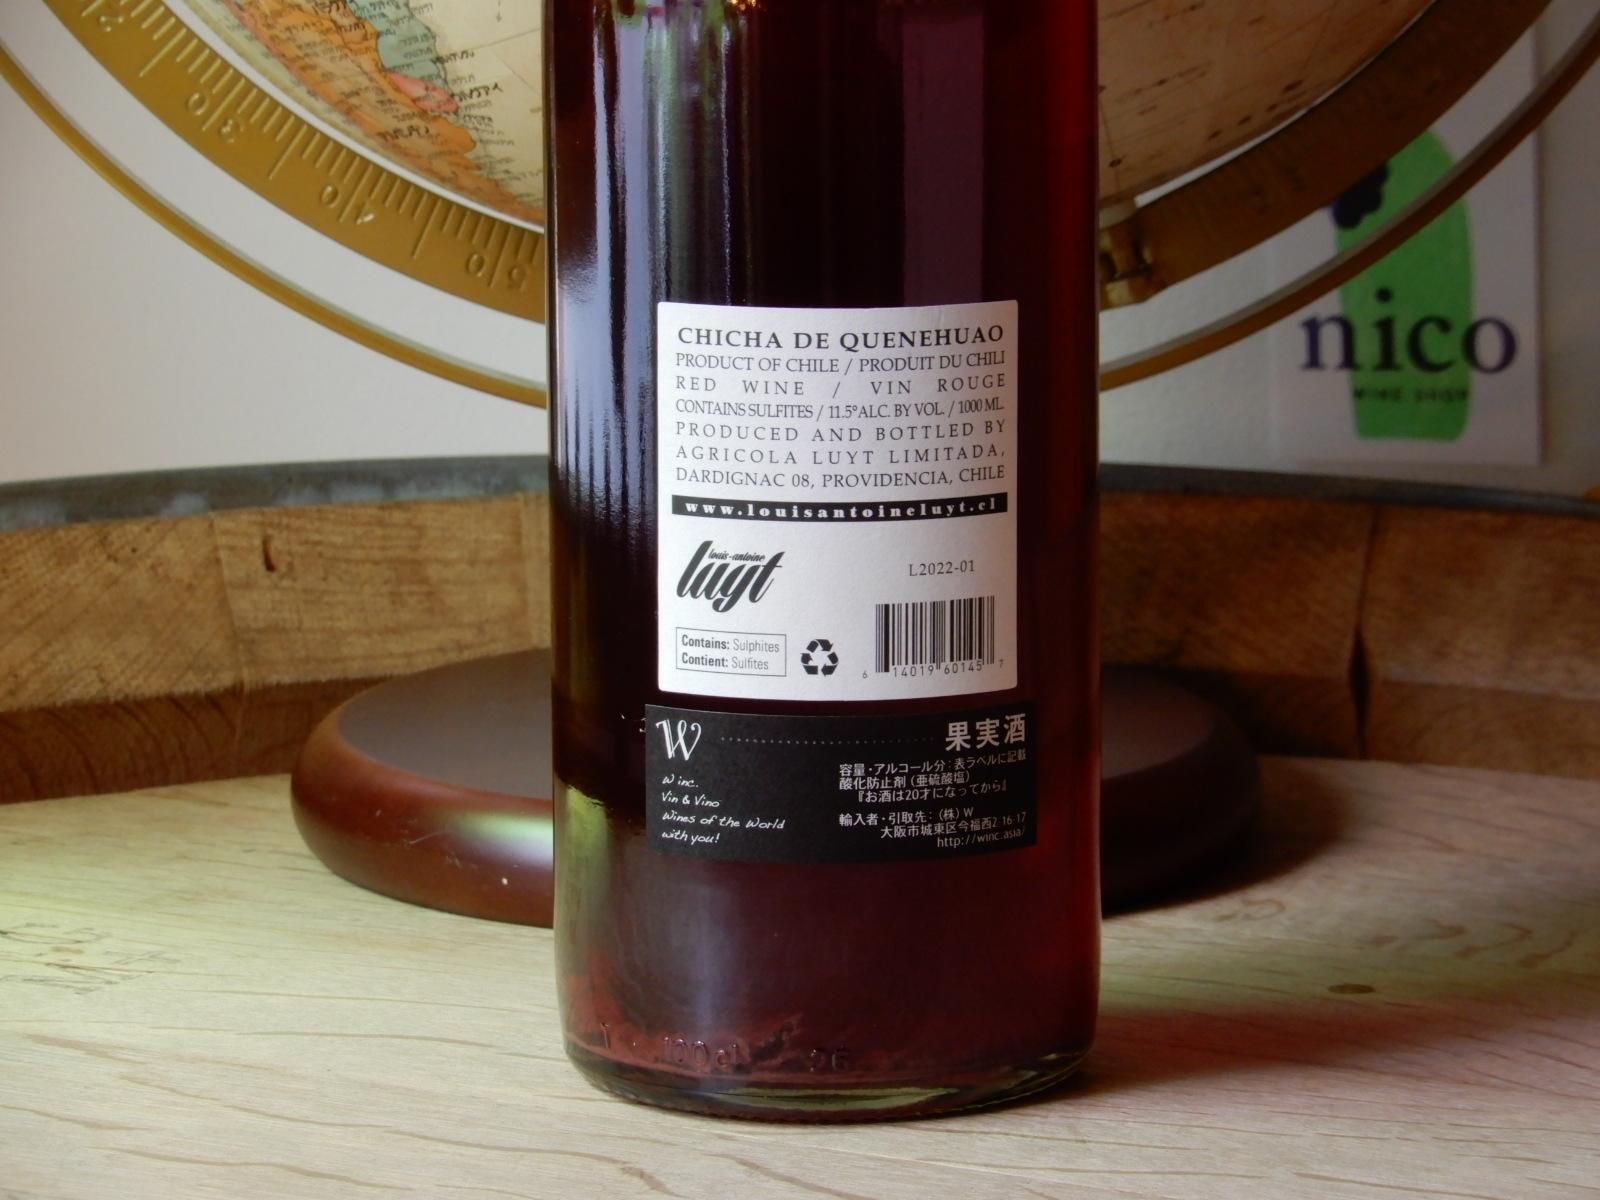 CHICHA DE QUENEHUAO
PRODUCT OF CHILE / PRODUIT DU CHILI
RED WINE / VIN ROUGE
CONTAINS SULFITES / 11.5° ALC. BY VOL. / 1000 ML.
PRODUCED AND BOTTLED BY
AGRICOLA LUYT LIMITADA,
DARDIGNAC 08, PROVIDENCIA, CHILE
www.louisantoineluyt.cl
louis-antoine
luyt
L2022-01
Contains: Sulphites
Contient: Sulfites
6 14019 60145 7
W
果実酒
容量・アルコール分:表ラベルに記載
酸化防止剤(亜硫酸塩)
『お酒は20才になってから』
輸入者・引取先:(株)W
大阪市城東区今福西2-16-17
http://winc.asia/
W inc.
Vin & Vino
Wines of the World
with you!
100cl
nico
WINE SHOP